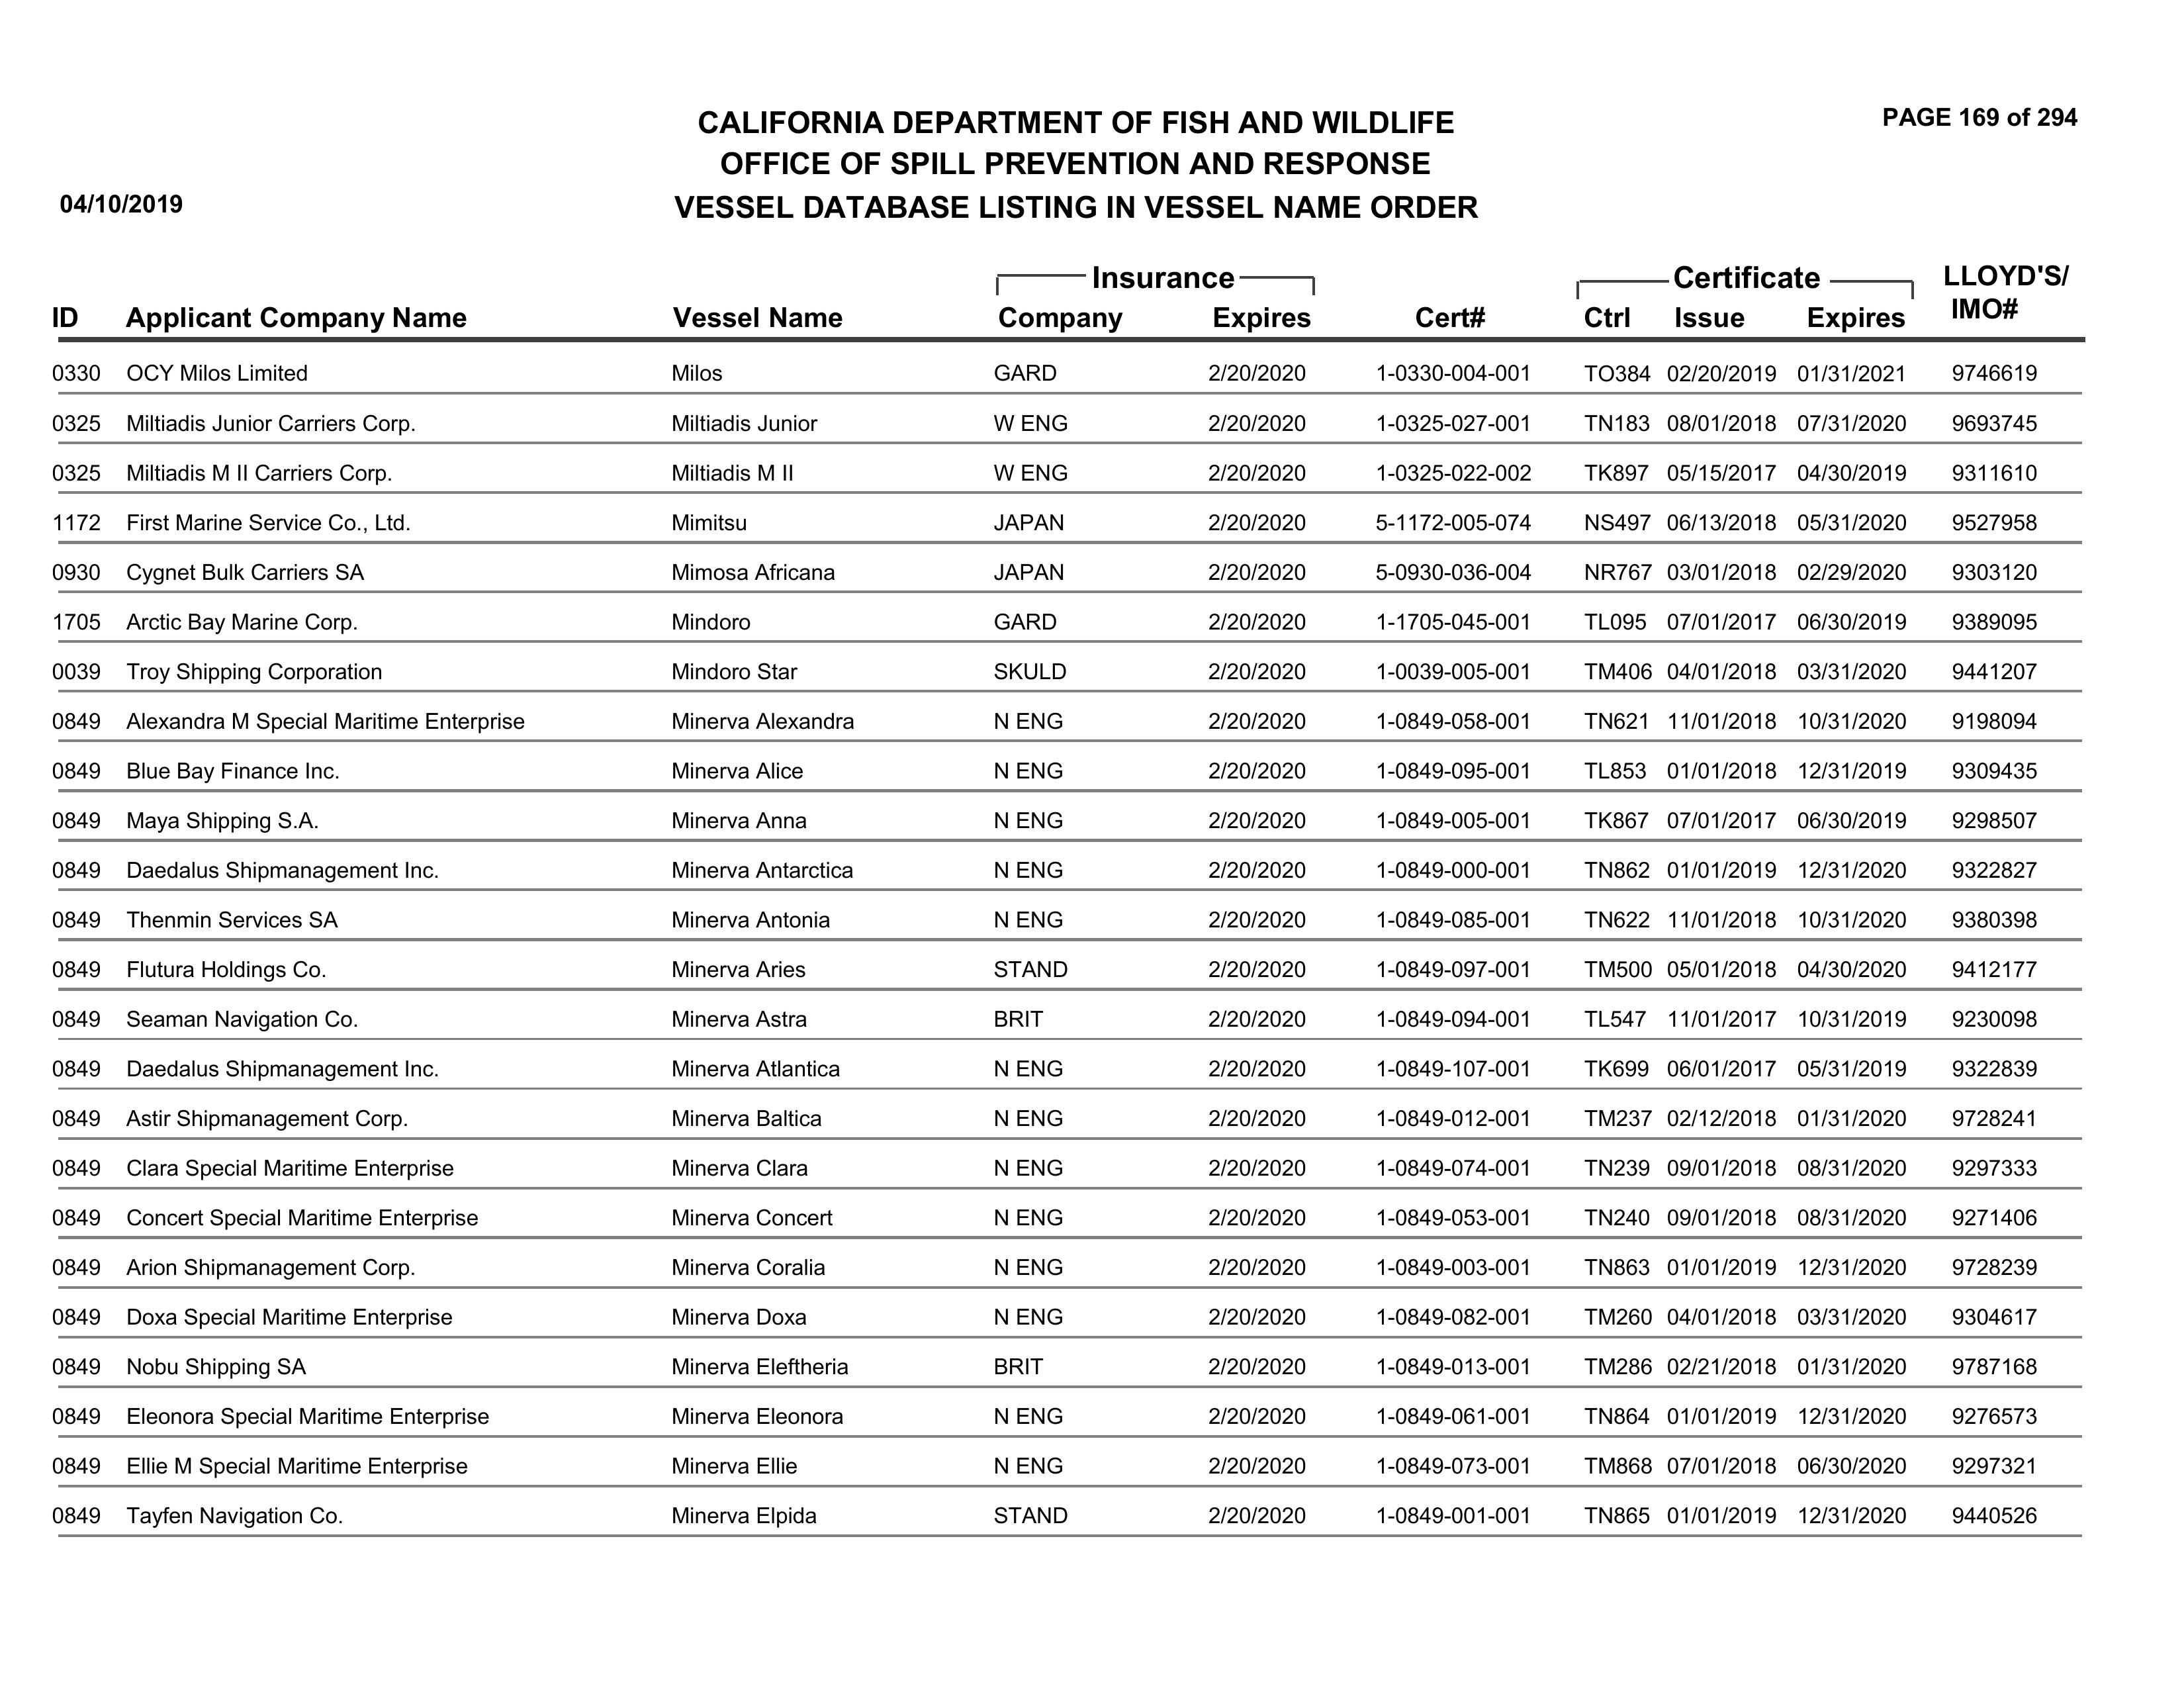 PAGE 169 of 294
CALIFORNIA DEPARTMENT OF FISH AND WILDLIFE
OFFICE OF SPILL PREVENTION AND RESPONSE
04/10/2019 VESSEL DATABASE LISTING IN VESSEL NAME ORDER
Insurance Certificate LLOYD'S/
ID Applicant Company Name Vessel Name Company Expires Cert# Ctrl Issue Expires IMO#
0330 OCY Milos Limited Milos GARD 2/20/2020 1-0330-004-001 TO384 02/20/2019 01/31/2021 9746619
0325 Miltiadis Junior Carriers Corp. Miltiadis Junior W ENG 2/20/2020 1-0325-027-001 TN183 08/01/2018 07/31/2020 9693745
0325 Miltiadis M II Carriers Corp. Miltiadis M II W ENG 2/20/2020 1-0325-022-002 TK897 05/15/2017 04/30/2019 9311610
1172 First Marine Service Co., Ltd. Mimitsu JAPAN 2/20/2020 5-1172-005-074 NS497 06/13/2018 05/31/2020 9527958
0930 Cygnet Bulk Carriers SA Mimosa Africana JAPAN 2/20/2020 5-0930-036-004 NR767 03/01/2018 02/29/2020 9303120
1705 Arctic Bay Marine Corp. Mindoro GARD 2/20/2020 1-1705-045-001 TL095 07/01/2017 06/30/2019 9389095
0039 Troy Shipping Corporation Mindoro Star SKULD 2/20/2020 1-0039-005-001 TM406 04/01/2018 03/31/2020 9441207
0849 Alexandra M Special Maritime Enterprise Minerva Alexandra N ENG 2/20/2020 1-0849-058-001 TN621 11/01/2018 10/31/2020 9198094
0849 Blue Bay Finance Inc. Minerva Alice N ENG 2/20/2020 1-0849-095-001 TL853 01/01/2018 12/31/2019 9309435
0849 Maya Shipping S.A. Minerva Anna N ENG 2/20/2020 1-0849-005-001 TK867 07/01/2017 06/30/2019 9298507
0849 Daedalus Shipmanagement Inc. Minerva Antarctica N ENG 2/20/2020 1-0849-000-001 TN862 01/01/2019 12/31/2020 9322827
0849 Thenmin Services SA Minerva Antonia N ENG 2/20/2020 1-0849-085-001 TN622 11/01/2018 10/31/2020 9380398
0849 Flutura Holdings Co. Minerva Aries STAND 2/20/2020 1-0849-097-001 TM500 05/01/2018 04/30/2020 9412177
0849 Seaman Navigation Co. Minerva Astra BRIT 2/20/2020 1-0849-094-001 TL547 11/01/2017 10/31/2019 9230098
0849 Daedalus Shipmanagement Inc. Minerva Atlantica N ENG 2/20/2020 1-0849-107-001 TK699 06/01/2017 05/31/2019 9322839
0849 Astir Shipmanagement Corp. Minerva Baltica N ENG 2/20/2020 1-0849-012-001 TM237 02/12/2018 01/31/2020 9728241
0849 Clara Special Maritime Enterprise Minerva Clara N ENG 2/20/2020 1-0849-074-001 TN239 09/01/2018 08/31/2020 9297333
0849 Concert Special Maritime Enterprise Minerva Concert N ENG 2/20/2020 1-0849-053-001 TN240 09/01/2018 08/31/2020 9271406
0849 Arion Shipmanagement Corp. Minerva Coralia N ENG 2/20/2020 1-0849-003-001 TN863 01/01/2019 12/31/2020 9728239
0849 Doxa Special Maritime Enterprise Minerva Doxa N ENG 2/20/2020 1-0849-082-001 TM260 04/01/2018 03/31/2020 9304617
0849 Nobu Shipping SA Minerva Eleftheria BRIT 2/20/2020 1-0849-013-001 TM286 02/21/2018 01/31/2020 9787168
0849 Eleonora Special Maritime Enterprise Minerva Eleonora N ENG 2/20/2020 1-0849-061-001 TN864 01/01/2019 12/31/2020 9276573
0849 Ellie M Special Maritime Enterprise Minerva Ellie N ENG 2/20/2020 1-0849-073-001 TM868 07/01/2018 06/30/2020 9297321
0849 Tayfen Navigation Co. Minerva Elpida STAND 2/20/2020 1-0849-001-001 TN865 01/01/2019 12/31/2020 9440526